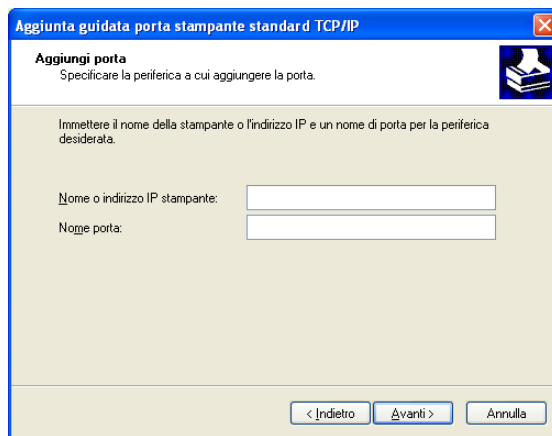 Aggiunta guidata porta stampante standard TCP/IP
Aggiungi porta
Specificare la periferica a cui aggiungere la porta.
Immettere il nome della stampante o l'indirizzo IP e un nome di porta per la periferica
desiderata.
Nome o indirizzo IP stampante:
Nome porta:
< Indietro
Avanti >
Annulla